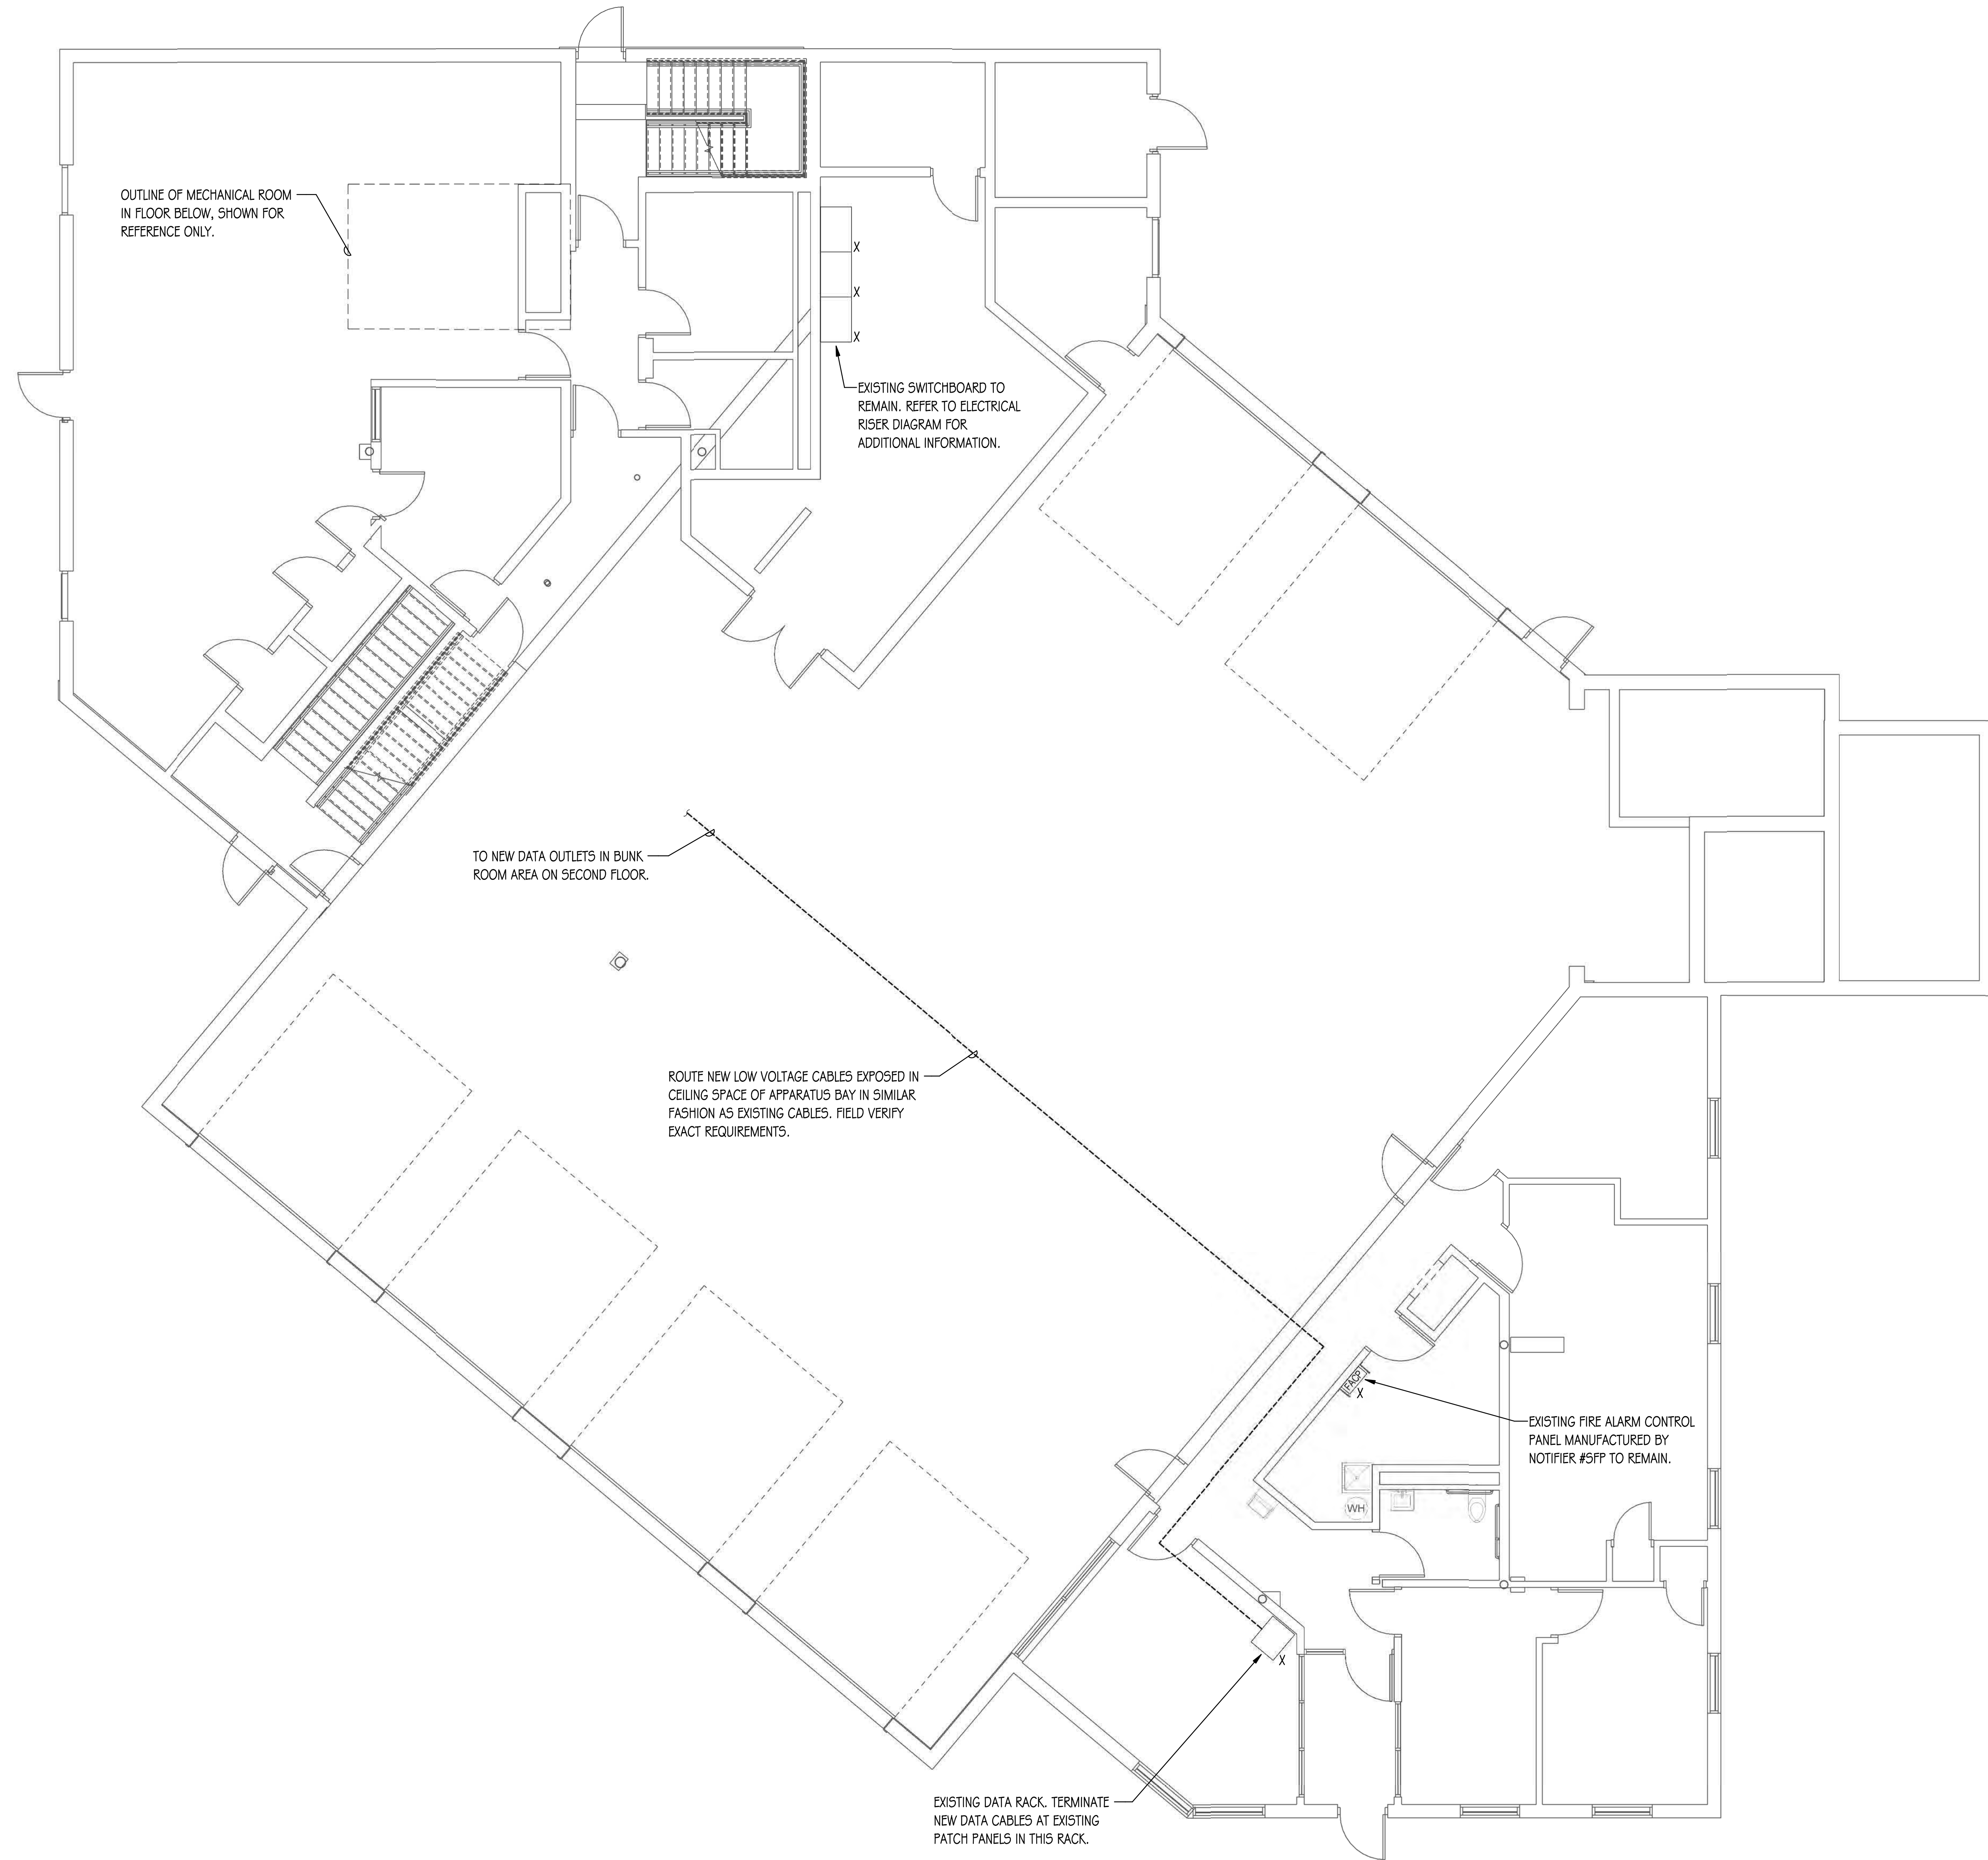 OUTLINE OF MECHANICAL ROOM
IN FLOOR BELOW, SHOWN FOR
REFERENCE ONLY.
X
X
X
EXISTING SWITCHBOARD TO
REMAIN. REFER TO ELECTRICAL
RISER DIAGRAM FOR
ADDITIONAL INFORMATION.
TO NEW DATA OUTLETS IN BUNK
ROOM AREA ON SECOND FLOOR.
ROUTE NEW LOW VOLTAGE CABLES EXPOSED IN
CEILING SPACE OF APPARATUS BAY IN SIMILAR
FASHION AS EXISTING CABLES. FIELD VERIFY
EXACT REQUIREMENTS.
FACP
X
EXISTING FIRE ALARM CONTROL
PANEL MANUFACTURED BY
NOTIFIER #SFP TO REMAIN.
WH
X
EXISTING DATA RACK. TERMINATE
NEW DATA CABLES AT EXISTING
PATCH PANELS IN THIS RACK.